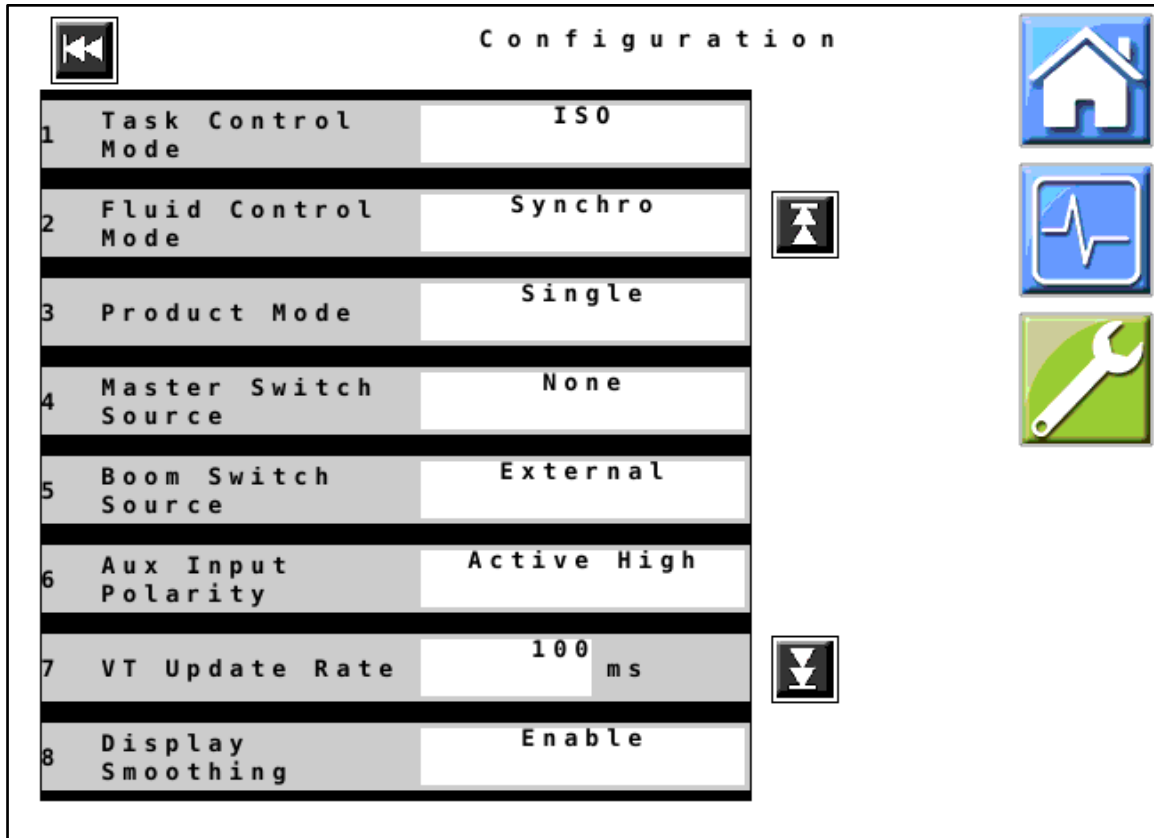 Configuration
1 Task Control
Mode
ISO
2 Fluid Control
Mode
Synchro
3 Product Mode
Single
4 Master Switch
Source
None
5 Boom Switch
Source
External
6 Aux Input
Polarity
Active High
7 VT Update Rate
100 ms
8 Display
Smoothing
Enable